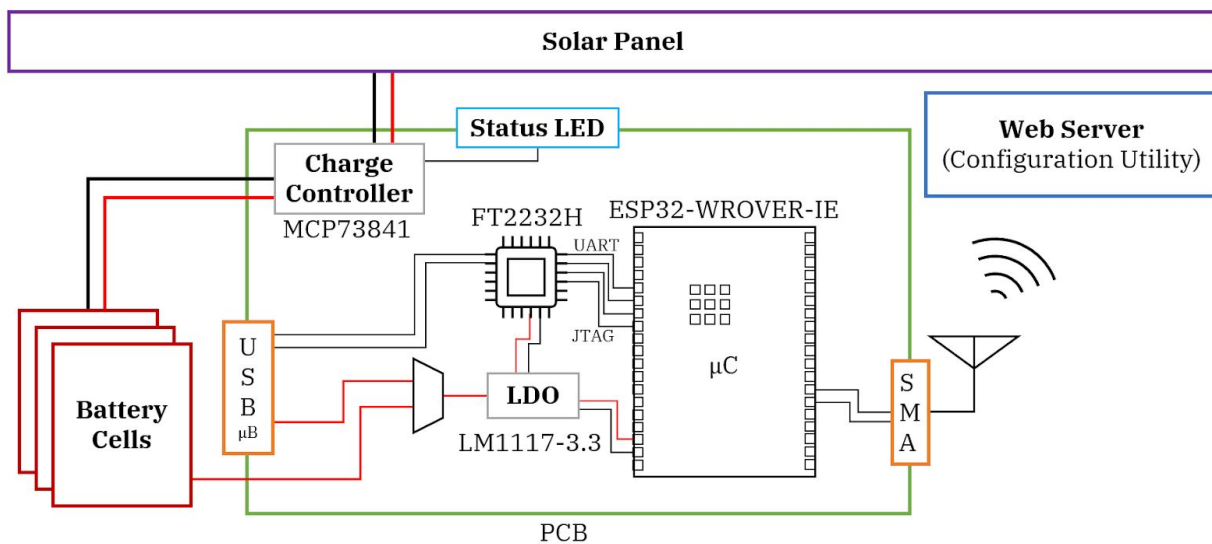 Solar Panel
Status LED
Web Server
(Configuration Utility)
Charge
Controller
MCP73841
FT2232H
ESP32-WROVER-IE
UART
JTAG
U
S
B
μB
μC
LDO
LM1117-3.3
S
M
A
Battery
Cells
PCB